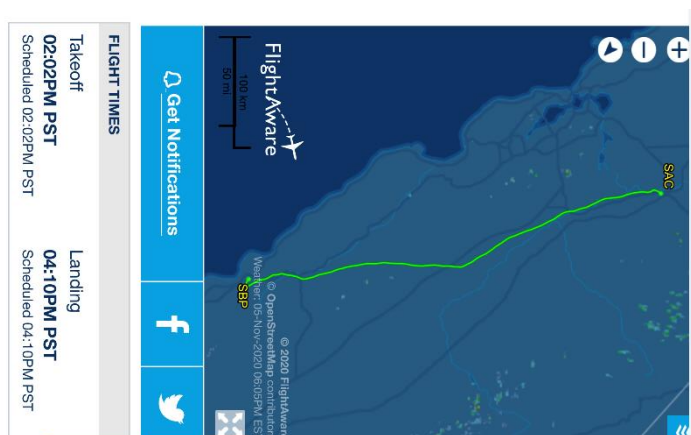 SAC
SBP
FlightAware
100 km
50 mi
© 2020 FlightAware
© OpenStreetMap contributor
Weather: 05-Nov-2020 06:05PM ES
Get Notifications
FLIGHT TIMES
Takeoff
02:02PM PST
Scheduled 02:02PM PST
Landing
04:10PM PST
Scheduled 04:10PM PST